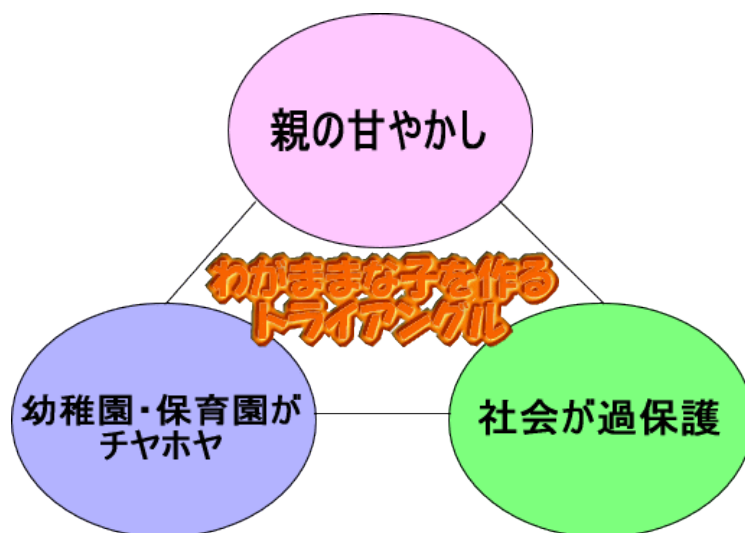 親の甘やかし
わがままな子を作る
トライアングル
幼稚園・保育園が
チヤホヤ
社会が過保護